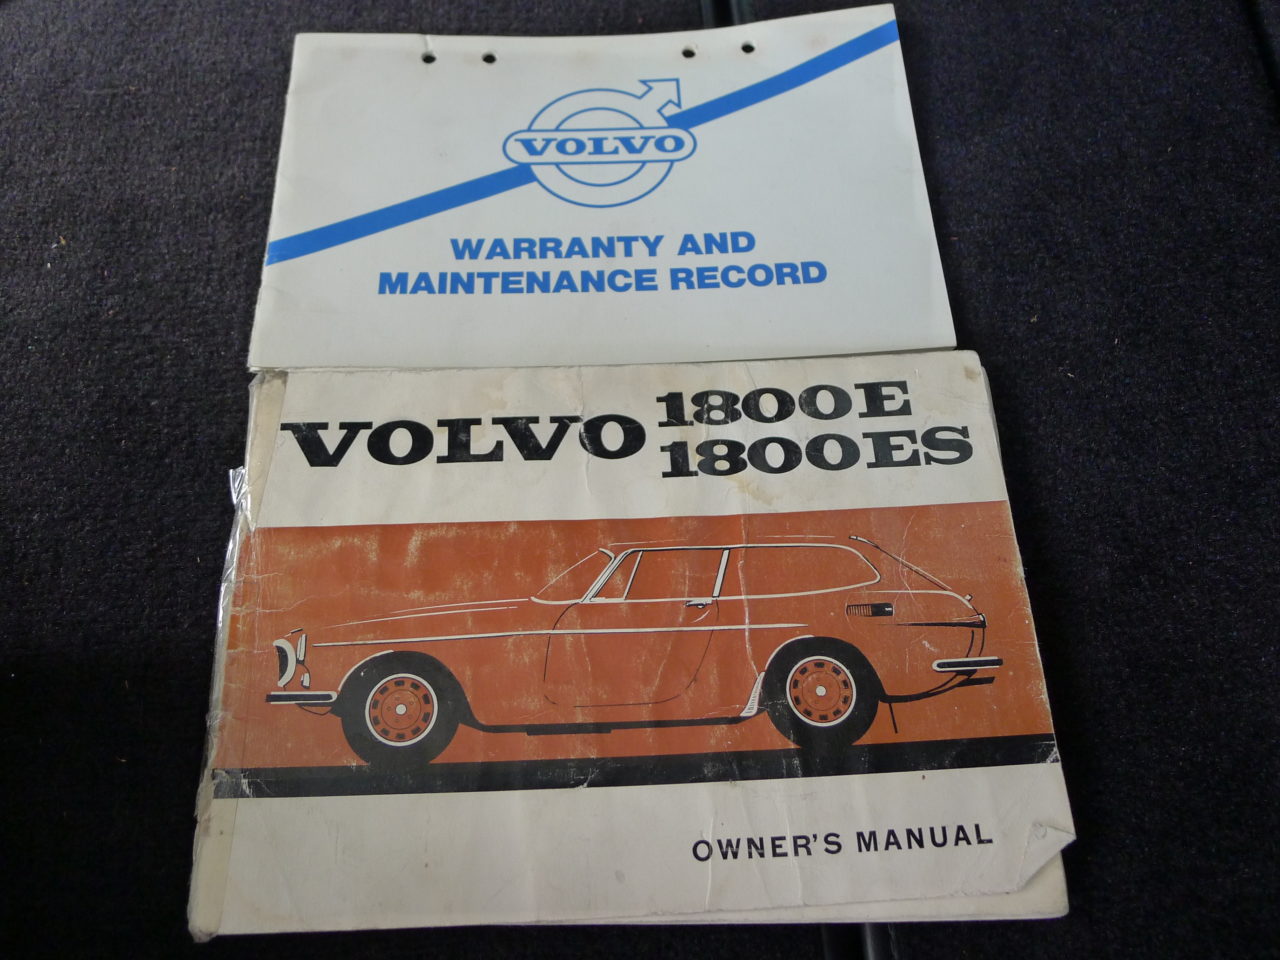 VOLVO
WARRANTY AND
MAINTENANCE RECORD
VOLVO 1800E
1800ES
OWNER'S MANUAL